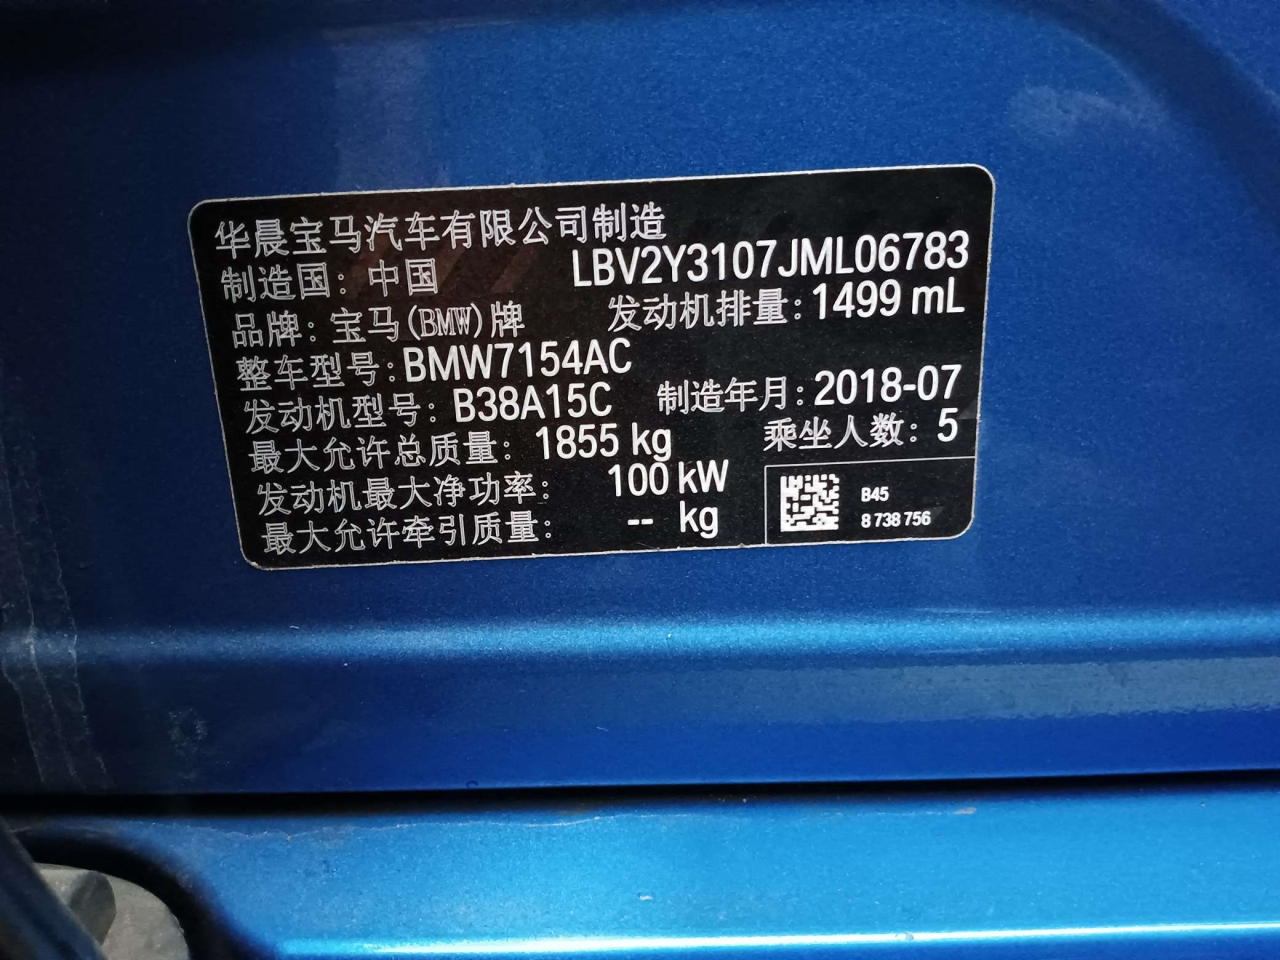 华晨宝马汽车有限公司制造
制造国：中国 LBV2Y3107JML06783
品牌：宝马(BMW)牌 发动机排量：1499 mL
整车型号：BMW7154AC
发动机型号：B38A15C 制造年月：2018-07
最大允许总质量：1855 kg 乘坐人数：5
发动机最大净功率：100 kW
最大允许牵引质量：-- kg
B45
8 738 756